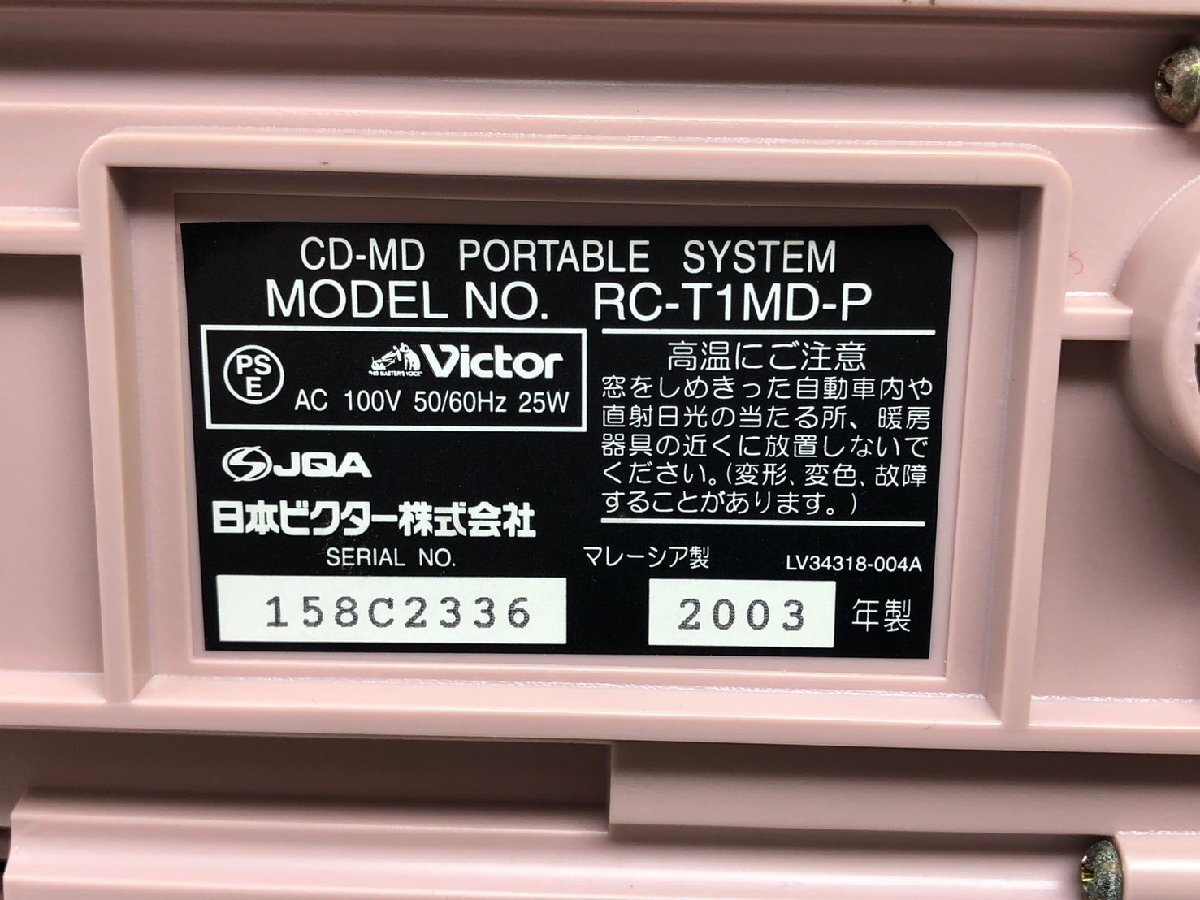 CD-MD PORTABLE SYSTEM
MODEL NO. RC-T1MD-P
PS
E
HIS MASTER'S VOICE
Victor
AC 100V 50/60Hz 25W
JQA
日本ビクター株式会社
SERIAL NO.
158C2336
高温にご注意
窓をしめきった自動車内や
直射日光の当たる所、暖房
器具の近くに放置しないで
ください。(変形、変色、故障
することがあります。)
マレーシア製 LV34318-004A
2003 年製